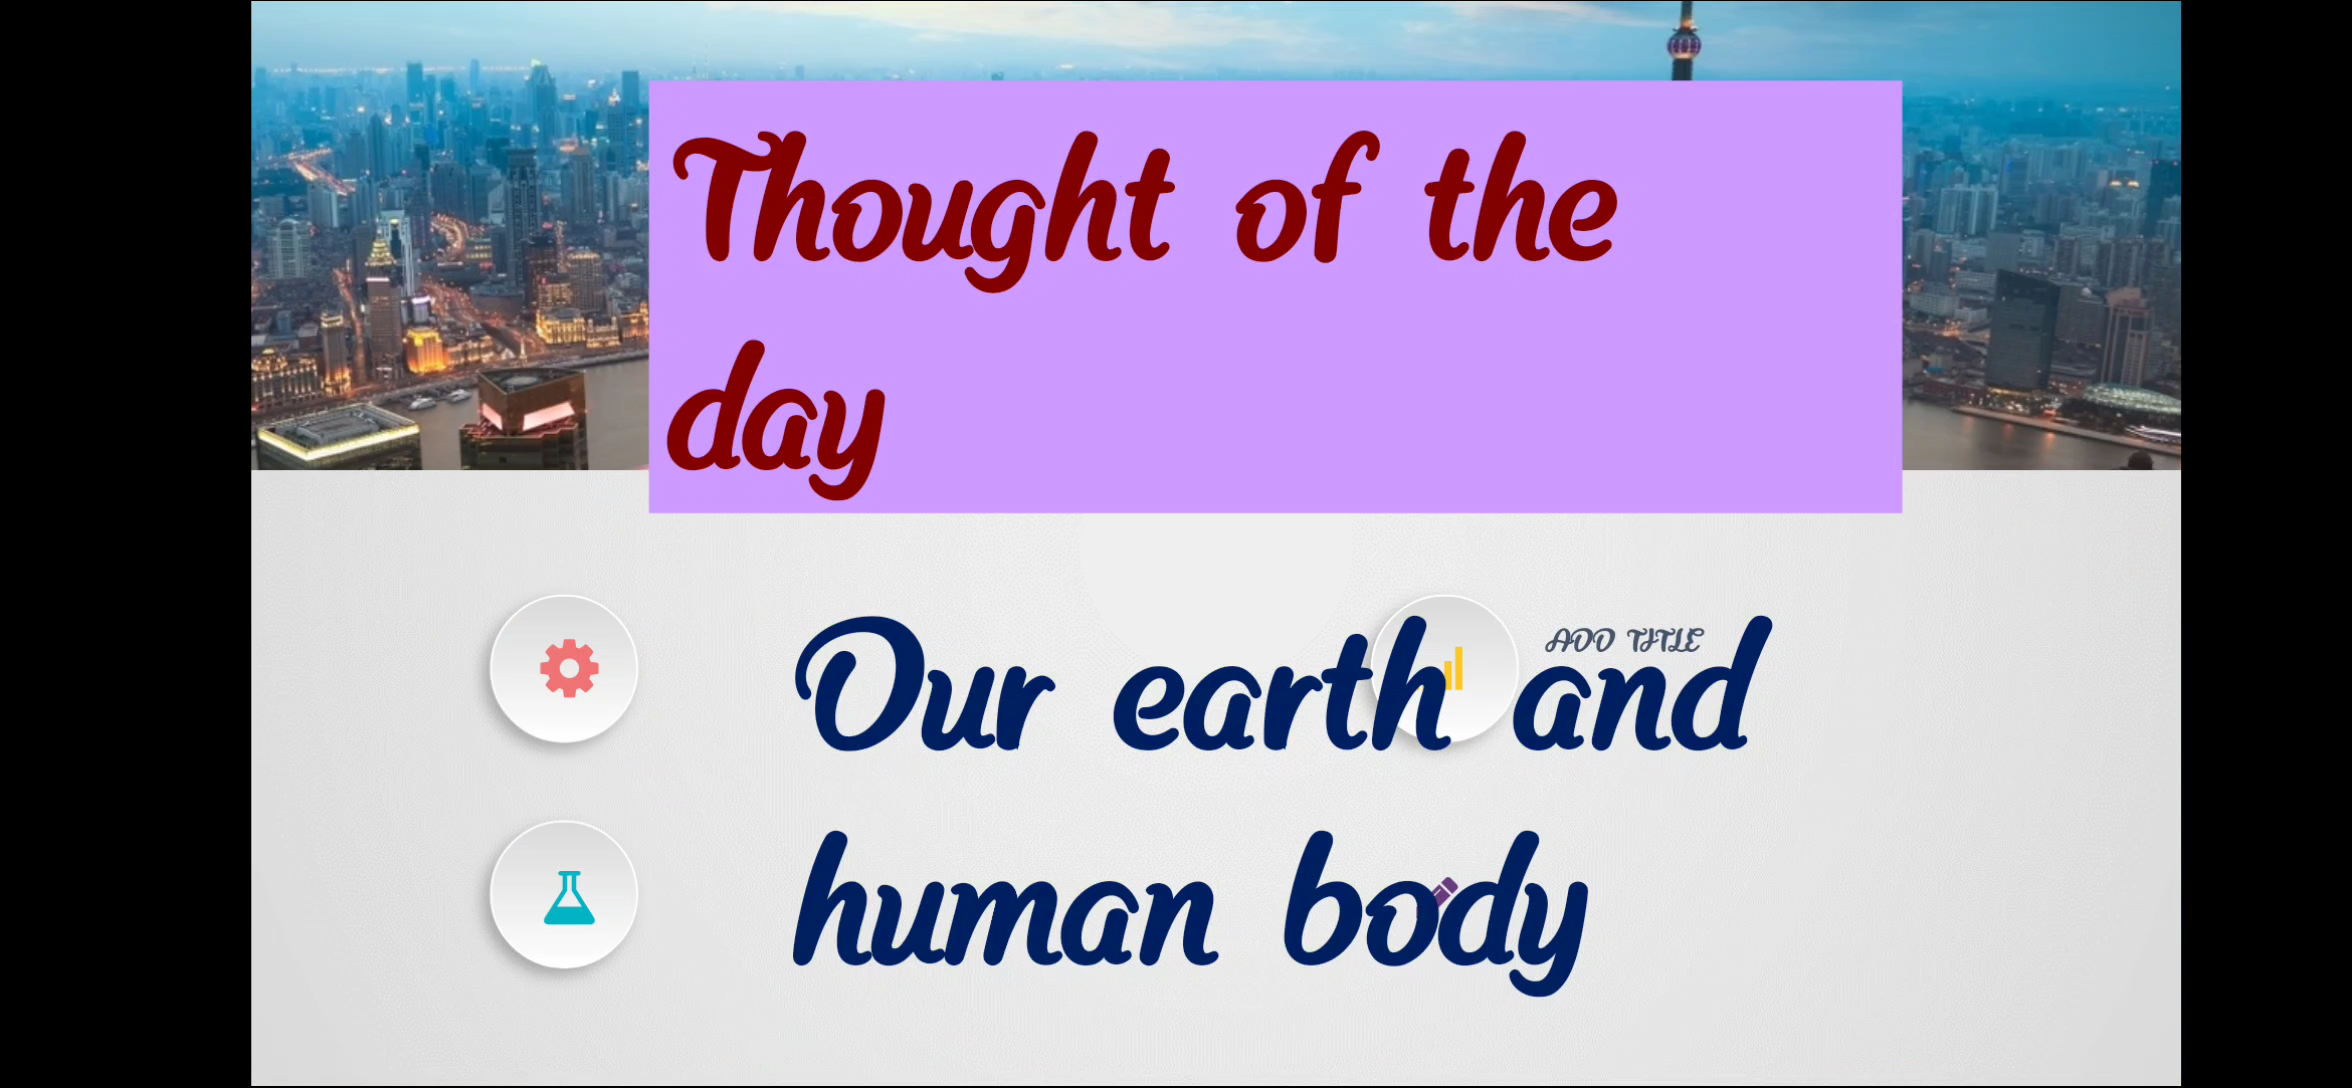 Thought of the
day
ADD TITLE
Our earth and
human body